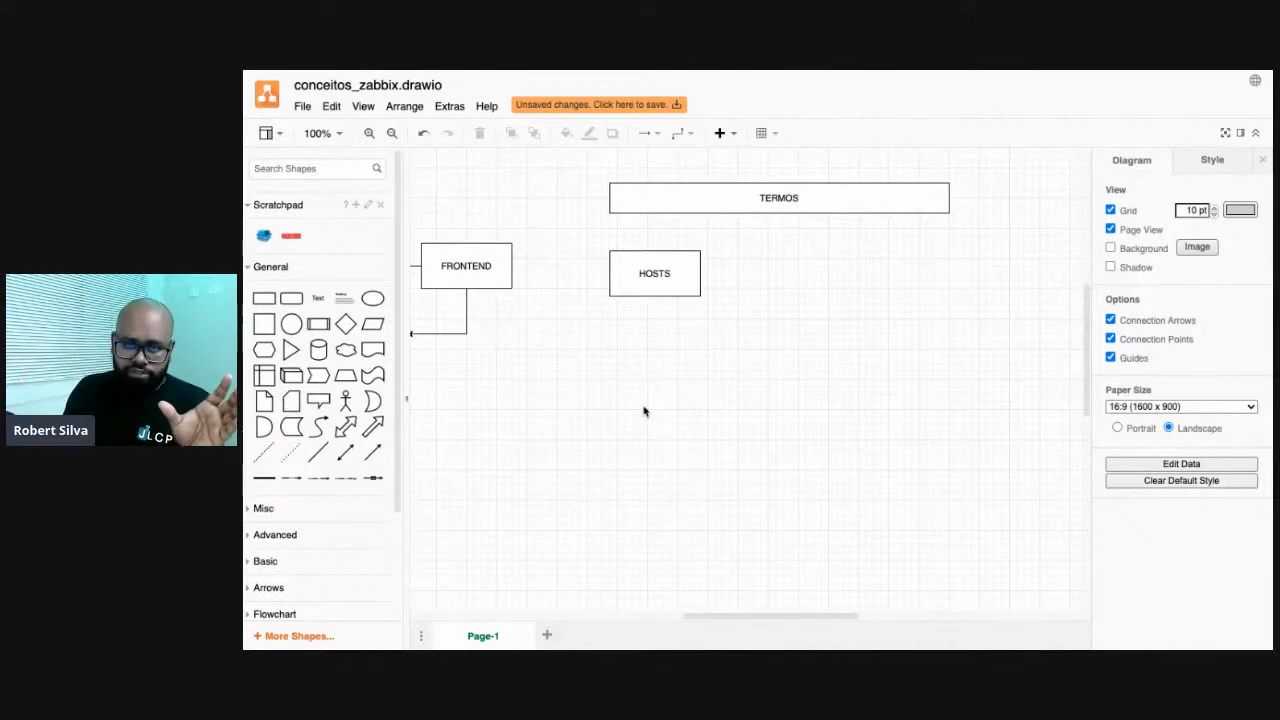 conceitos_zabbix.drawio
File Edit View Arrange Extras Help
Unsaved changes. Click here to save.
100%
Search Shapes
Scratchpad
?
General
Text
Misc
Advanced
Basic
Arrows
Flowchart
+ More Shapes...
TERMOS
FRONTEND
HOSTS
Page-1
Diagram Style
View
Grid 10 pt
Page View
Background Image
Shadow
Options
Connection Arrows
Connection Points
Guides
Paper Size
16:9 (1600 x 900)
Portrait Landscape
Edit Data
Clear Default Style
Robert Silva
JLCP